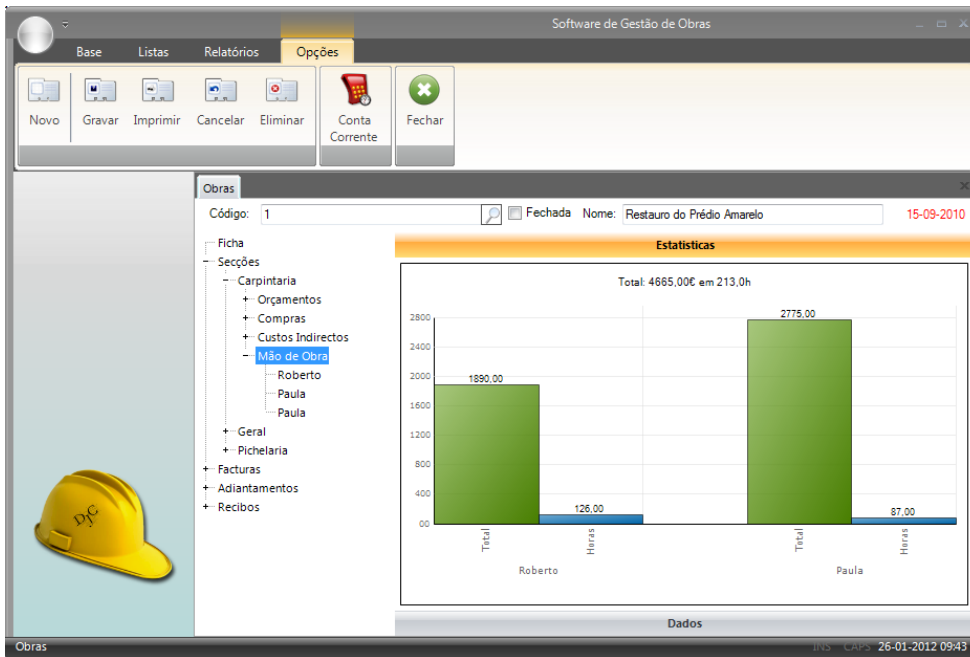 Software de Gestão de Obras
Base Listas Relatórios Opções
Novo Gravar Imprimir Cancelar Eliminar Conta Corrente Fechar
Obras
Código: 1 Fechada Nome: Restauro do Prédio Amarelo 15-09-2010
Ficha
Secções
Carpintaria
Orçamentos
Compras
Custos Indirectos
Mão de Obra
Roberto
Paula
Paula
Geral
Pichelaria
Facturas
Adiantamentos
Recibos
Estatisticas
Total: 4665,00€ em 213,0h
2800
2400
2000
1600
1200
800
400
00
1890,00
126,00
2775,00
87,00
Total Horas Total Horas
Roberto Paula
Dados
DJC
Obras INS CAPS 26-01-2012 09:43